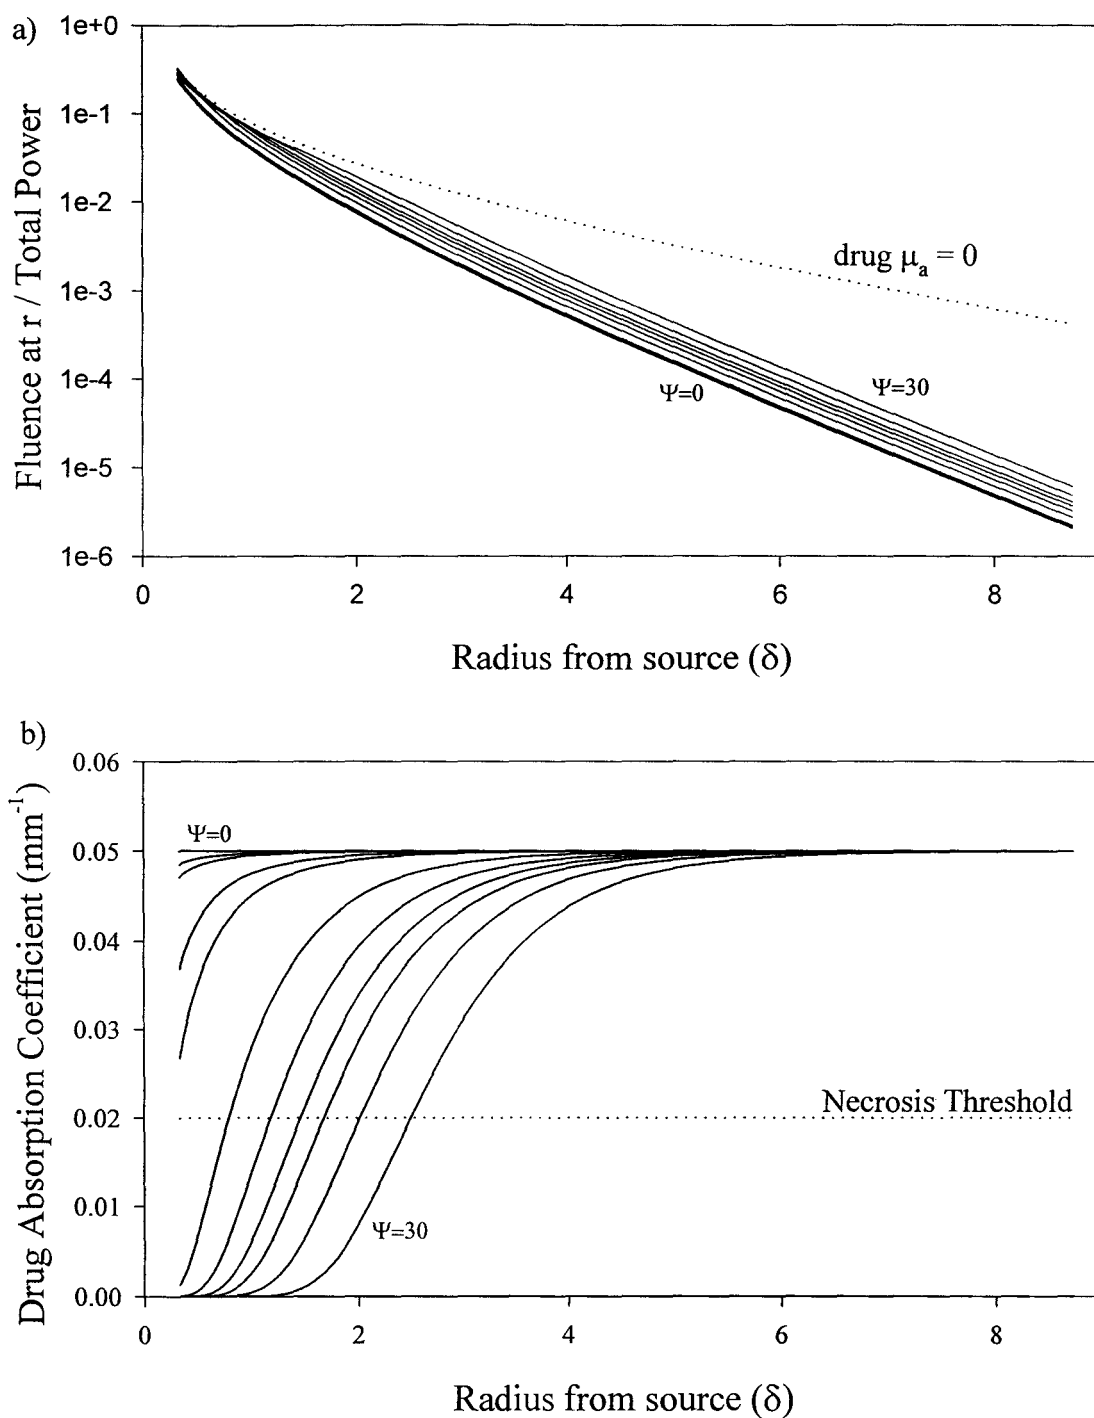 a)
1e+0
1e-1
1e-2
1e-3
1e-4
1e-5
1e-6
Fluence at r / Total Power
drug μₐ = 0
Ψ=30
Ψ=0
0 2 4 6 8
Radius from source (δ)
b)
0.06
0.05
0.04
0.03
0.02
0.01
0.00
Drug Absorption Coefficient (mm⁻¹)
Ψ=0
Necrosis Threshold
Ψ=30
0 2 4 6 8
Radius from source (δ)